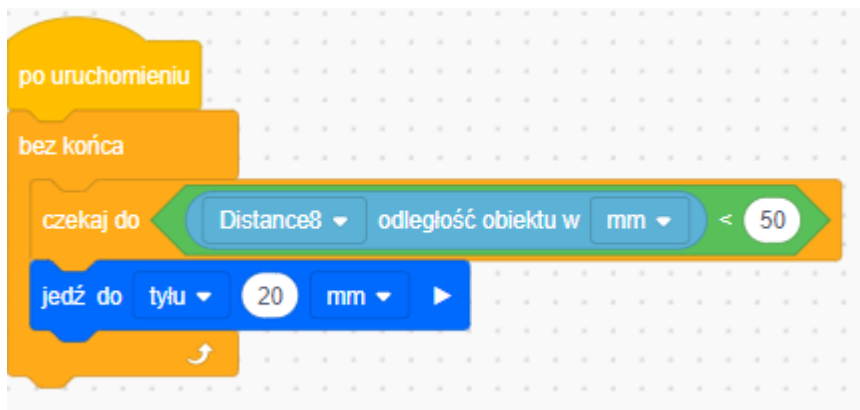 po uruchomieniu
bez końca
czekaj do Distance8 odległość obiektu w mm < 50
jedź do tyłu 20 mm